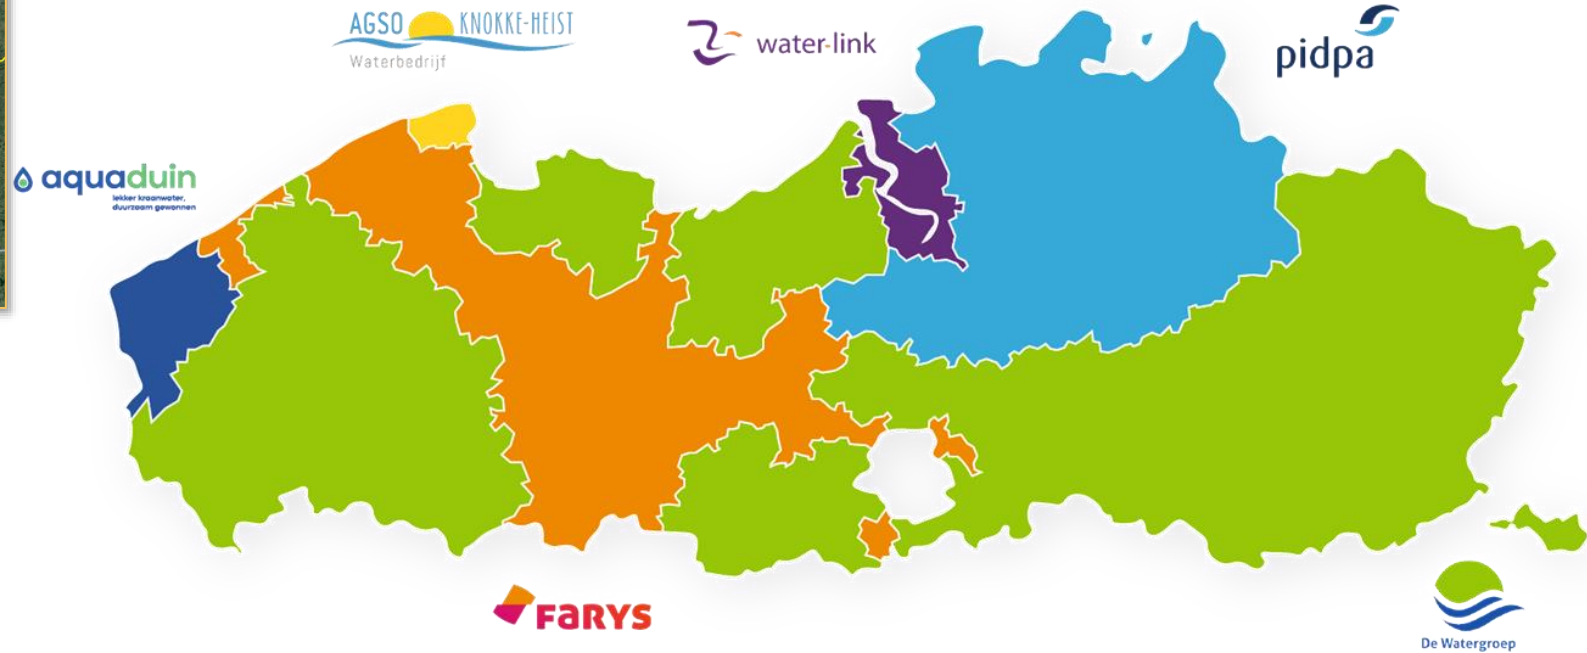 AGSO KNOKKE-HEIST
Waterbedrijf
water-link
pidpa
aquaduin
lekker kraanwater,
duurzaam gewonnen
FARYS
De Watergroep